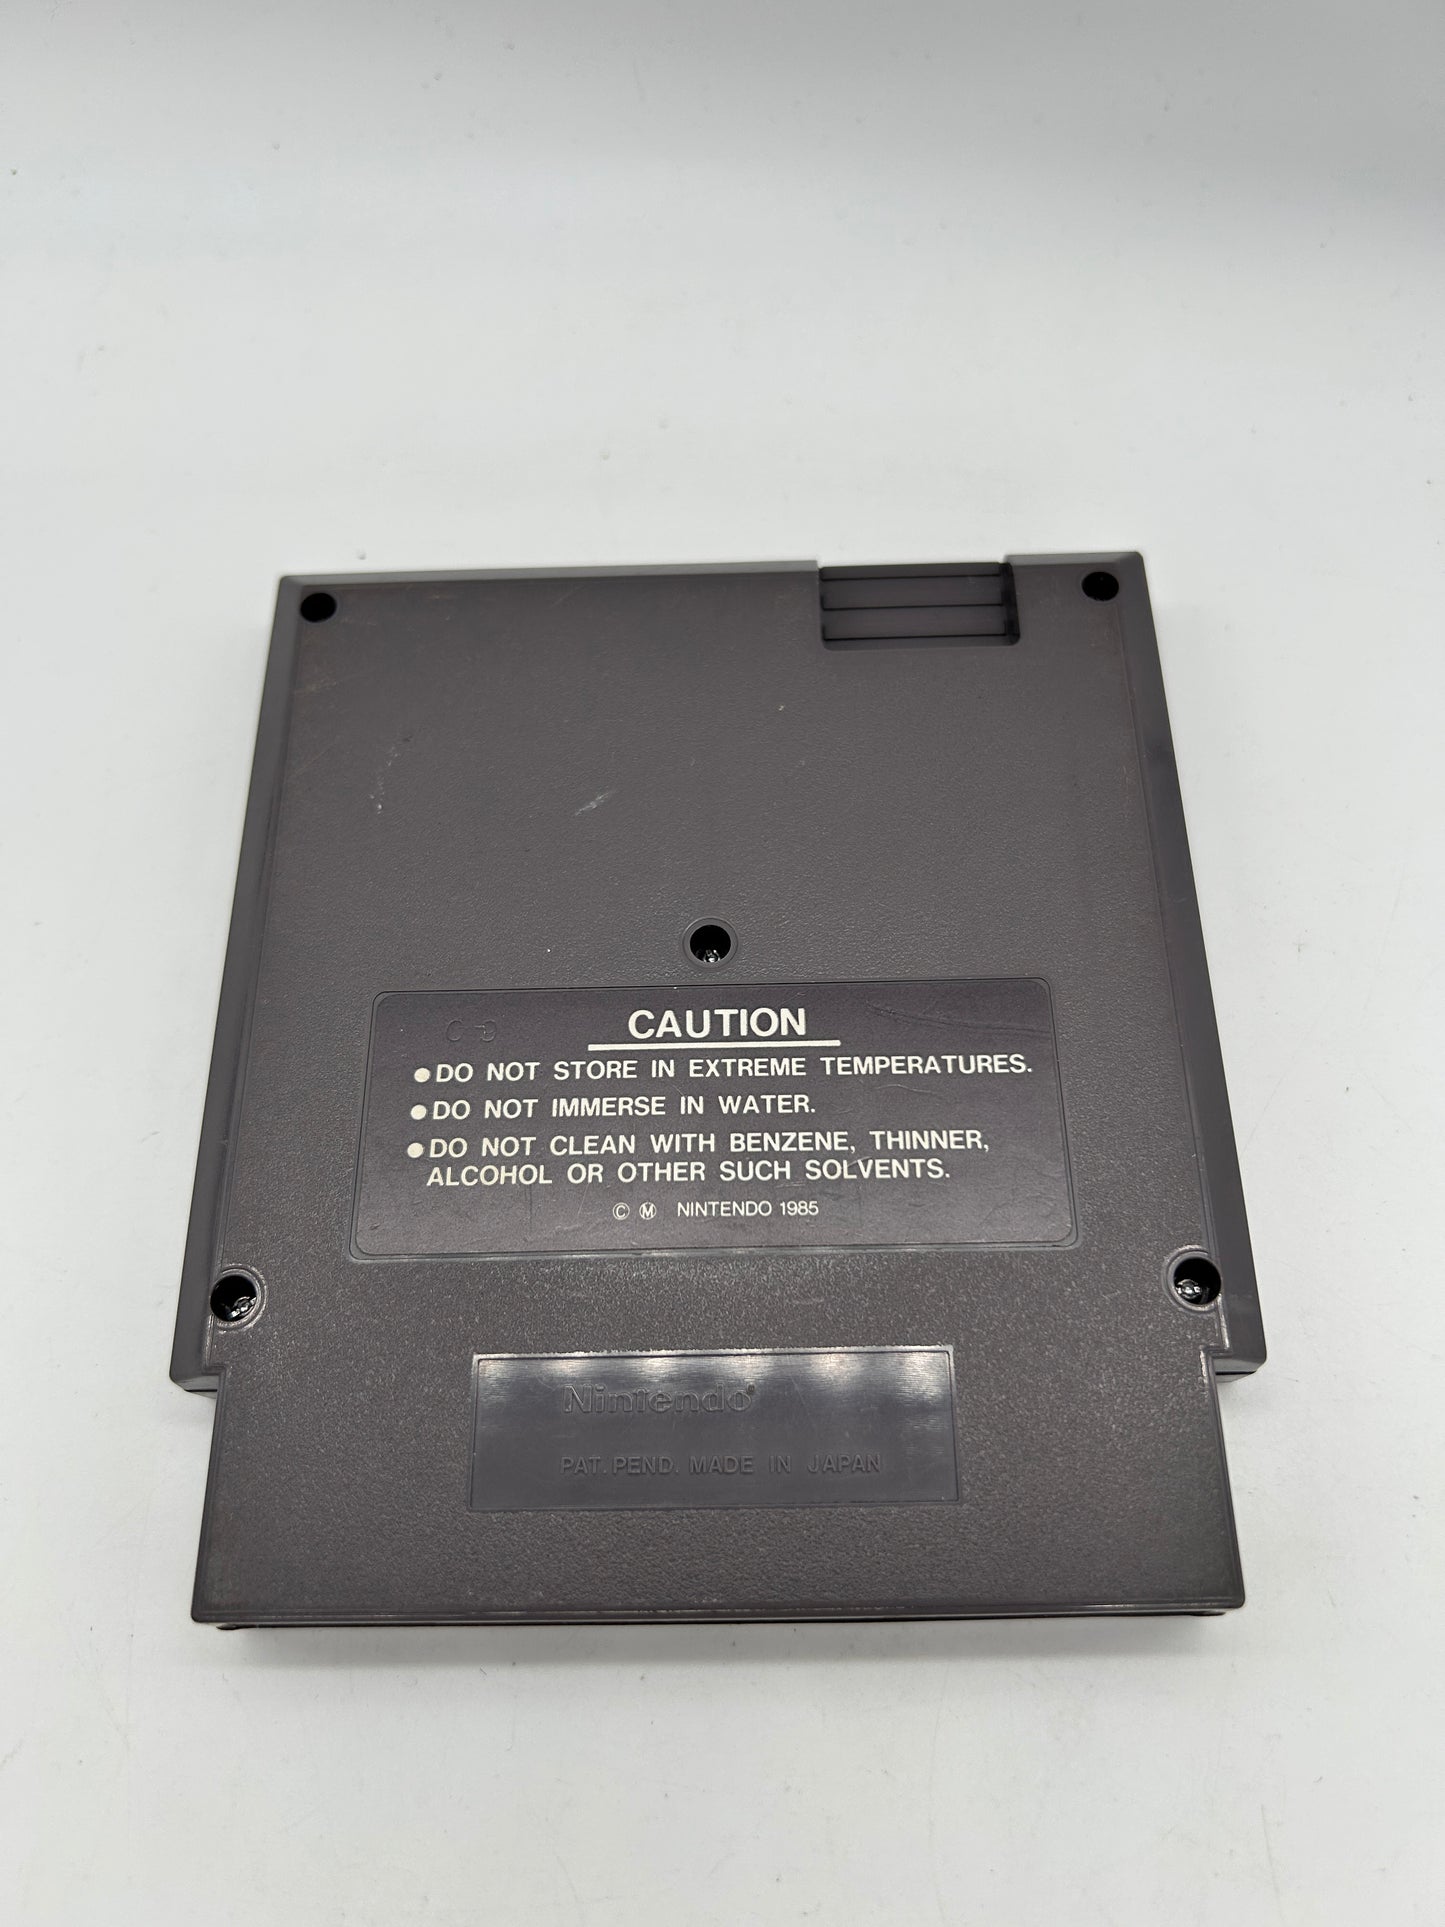 CAUTION
●DO NOT STORE IN EXTREME TEMPERATURES.
●DO NOT IMMERSE IN WATER.
●DO NOT CLEAN WITH BENZENE, THINNER,
ALCOHOL OR OTHER SUCH SOLVENTS.
© Ⓜ NINTENDO 1985
Nintendo®
PAT. PEND. MADE IN JAPAN